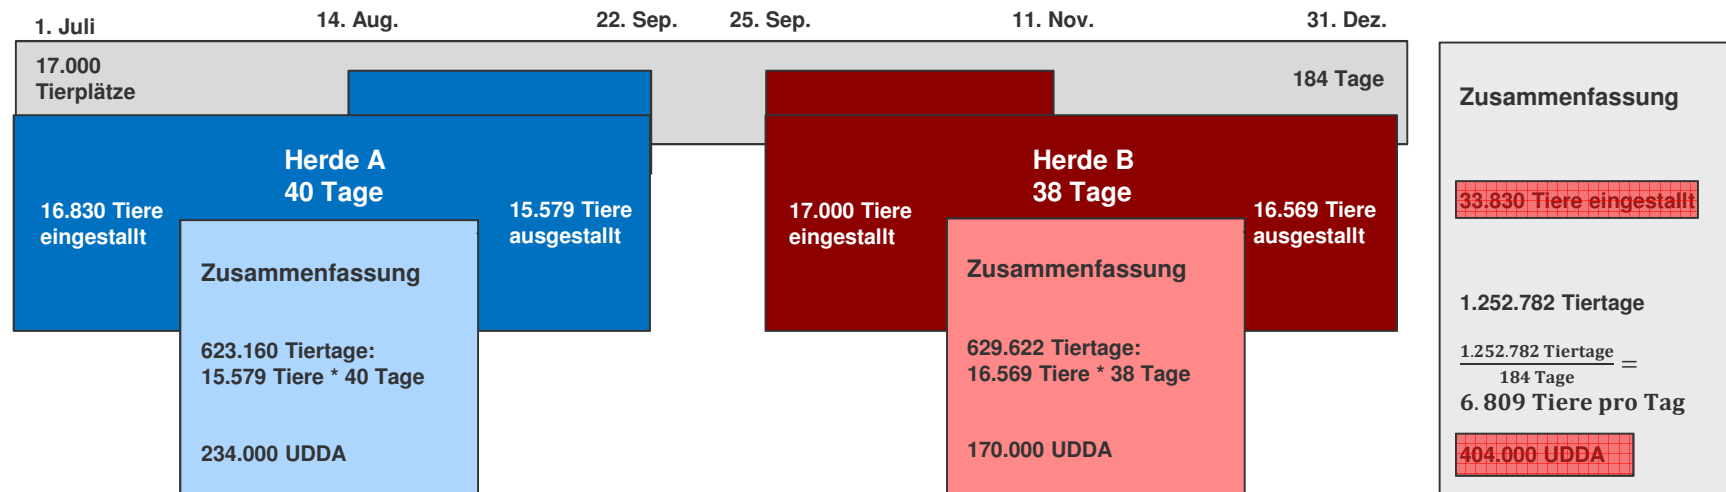 1. Juli
14. Aug.
22. Sep.
25. Sep.
11. Nov.
31. Dez.
17.000
Tierplätze
184 Tage
Herde A
40 Tage
16.830 Tiere
eingestallt
15.579 Tiere
ausgestallt
Zusammenfassung
623.160 Tiertage:
15.579 Tiere * 40 Tage
234.000 UDDA
Herde B
38 Tage
17.000 Tiere
eingestallt
16.569 Tiere
ausgestallt
Zusammenfassung
629.622 Tiertage:
16.569 Tiere * 38 Tage
170.000 UDDA
Zusammenfassung
33.830 Tiere eingestallt
1.252.782 Tiertage
1.252.782 Tiertage
184 Tage
=
6.809 Tiere pro Tag
404.000 UDDA